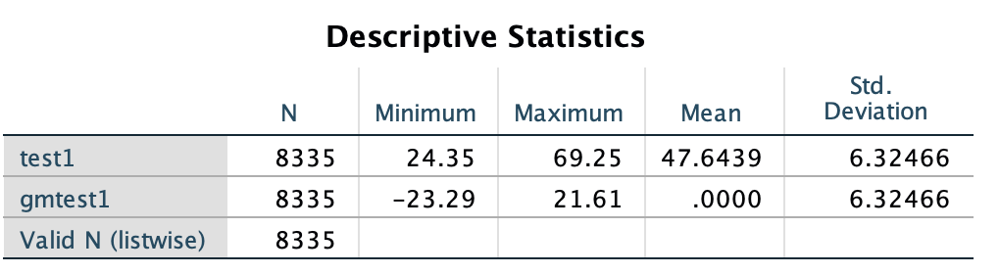 Descriptive Statistics
N Minimum Maximum Mean Std. Deviation
test1 8335 24.35 69.25 47.6439 6.32466
gmtest1 8335 -23.29 21.61 .0000 6.32466
Valid N (listwise) 8335